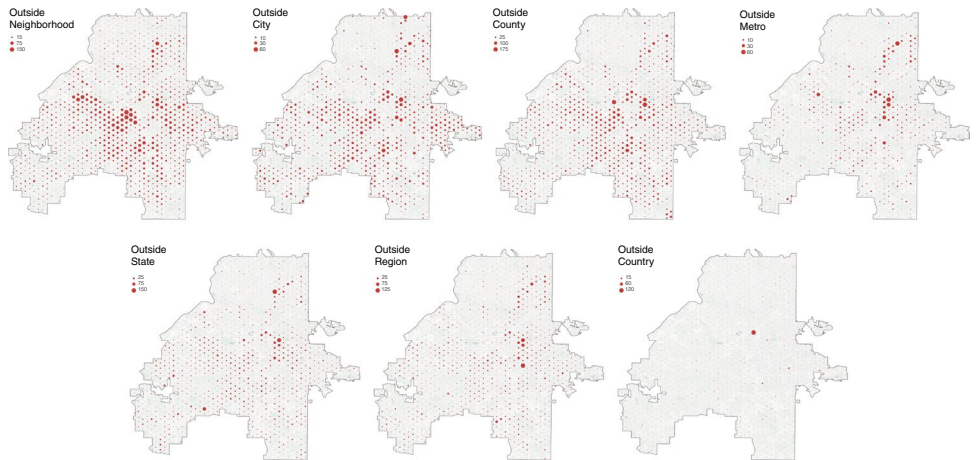 Outside
Neighborhood
15
75
150
Outside
City
10
30
60
Outside
County
25
100
175
Outside
Metro
10
30
60
Outside
State
25
75
150
Outside
Region
25
75
125
Outside
Country
15
60
120